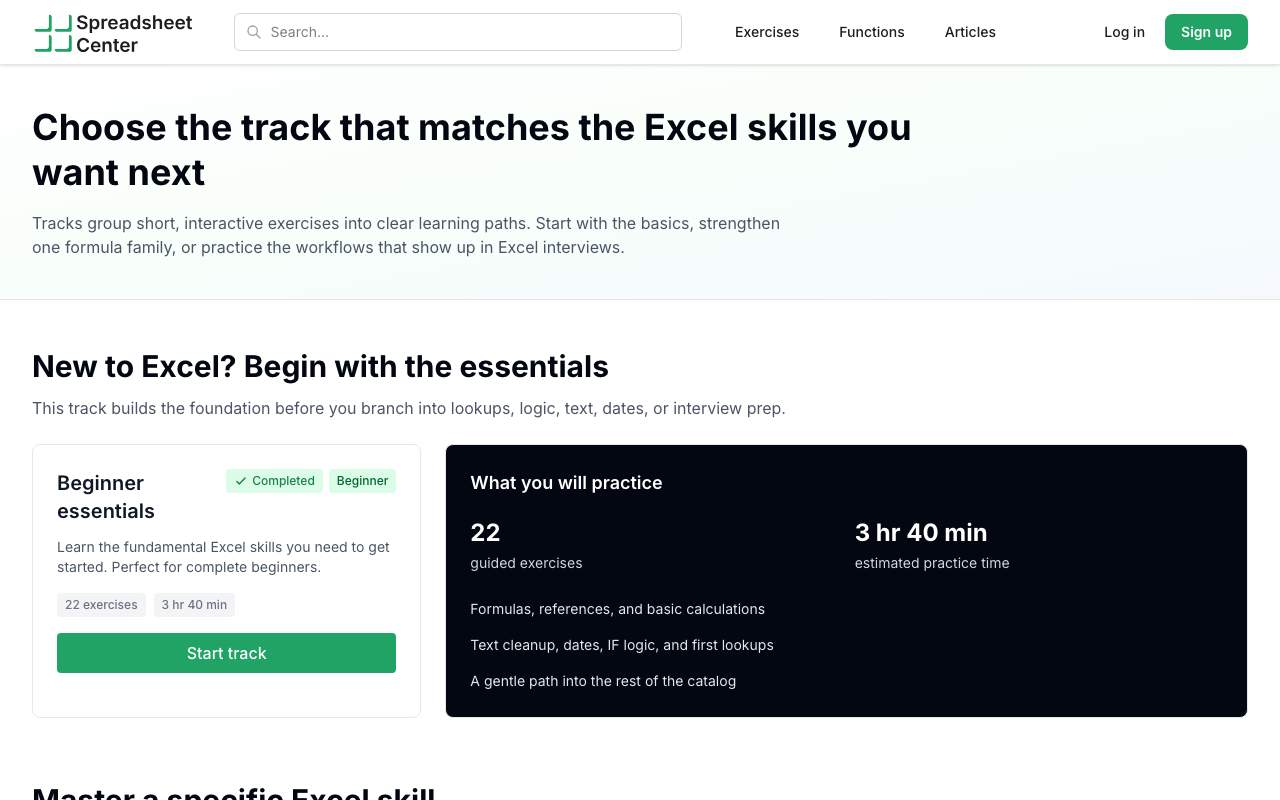 Spreadsheet
Center
Search...
Exercises
Functions
Articles
Log in
Sign up
Choose the track that matches the Excel skills you
want next
Tracks group short, interactive exercises into clear learning paths. Start with the basics, strengthen
one formula family, or practice the workflows that show up in Excel interviews.
New to Excel? Begin with the essentials
This track builds the foundation before you branch into lookups, logic, text, dates, or interview prep.
Beginner
essentials
Completed
Beginner
Learn the fundamental Excel skills you need to get
started. Perfect for complete beginners.
22 exercises
3 hr 40 min
Start track
What you will practice
22
guided exercises
3 hr 40 min
estimated practice time
Formulas, references, and basic calculations
Text cleanup, dates, IF logic, and first lookups
A gentle path into the rest of the catalog
Master a specific Excel skill